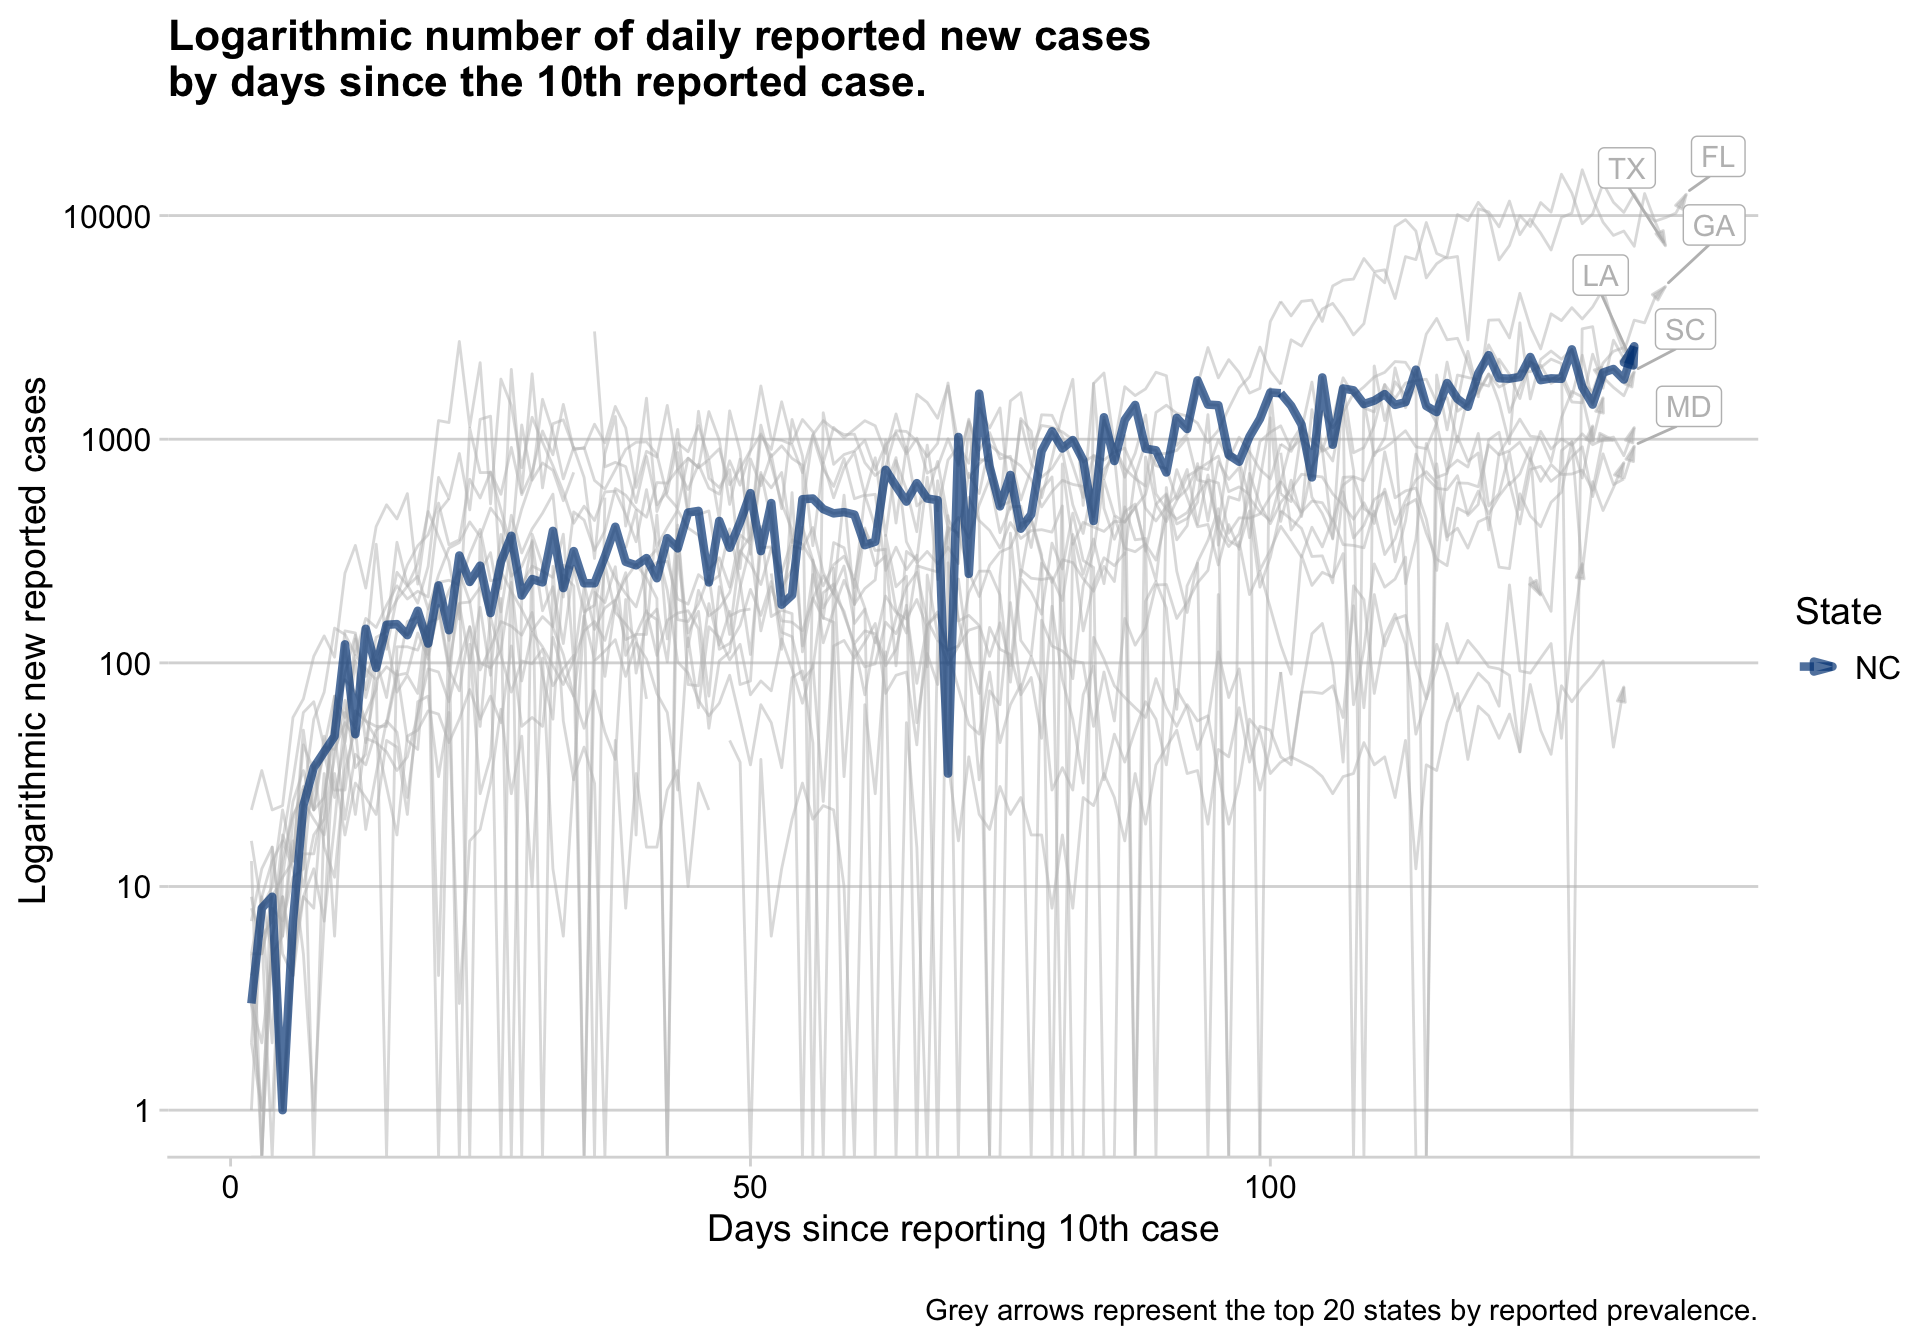 Logarithmic number of daily reported new cases
by days since the 10th reported case.
Logarithmic new reported cases
10000
1000
100
10
1
TX
FL
GA
LA
SC
MD
State
NC
0
50
100
Days since reporting 10th case
Grey arrows represent the top 20 states by reported prevalence.